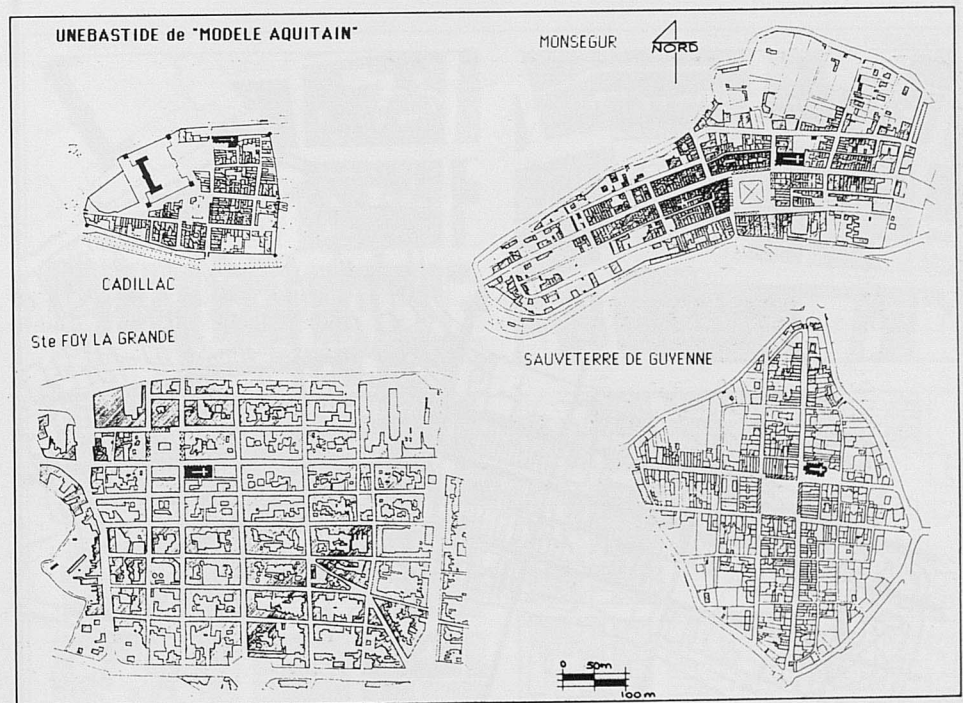 UNEBASTIDE de "MODELE AQUITAIN"
MONSEGUR
NORD
CADILLAC
Ste FOY LA GRANDE
SAUVETERRE DE GUYENNE
0 50m
100m